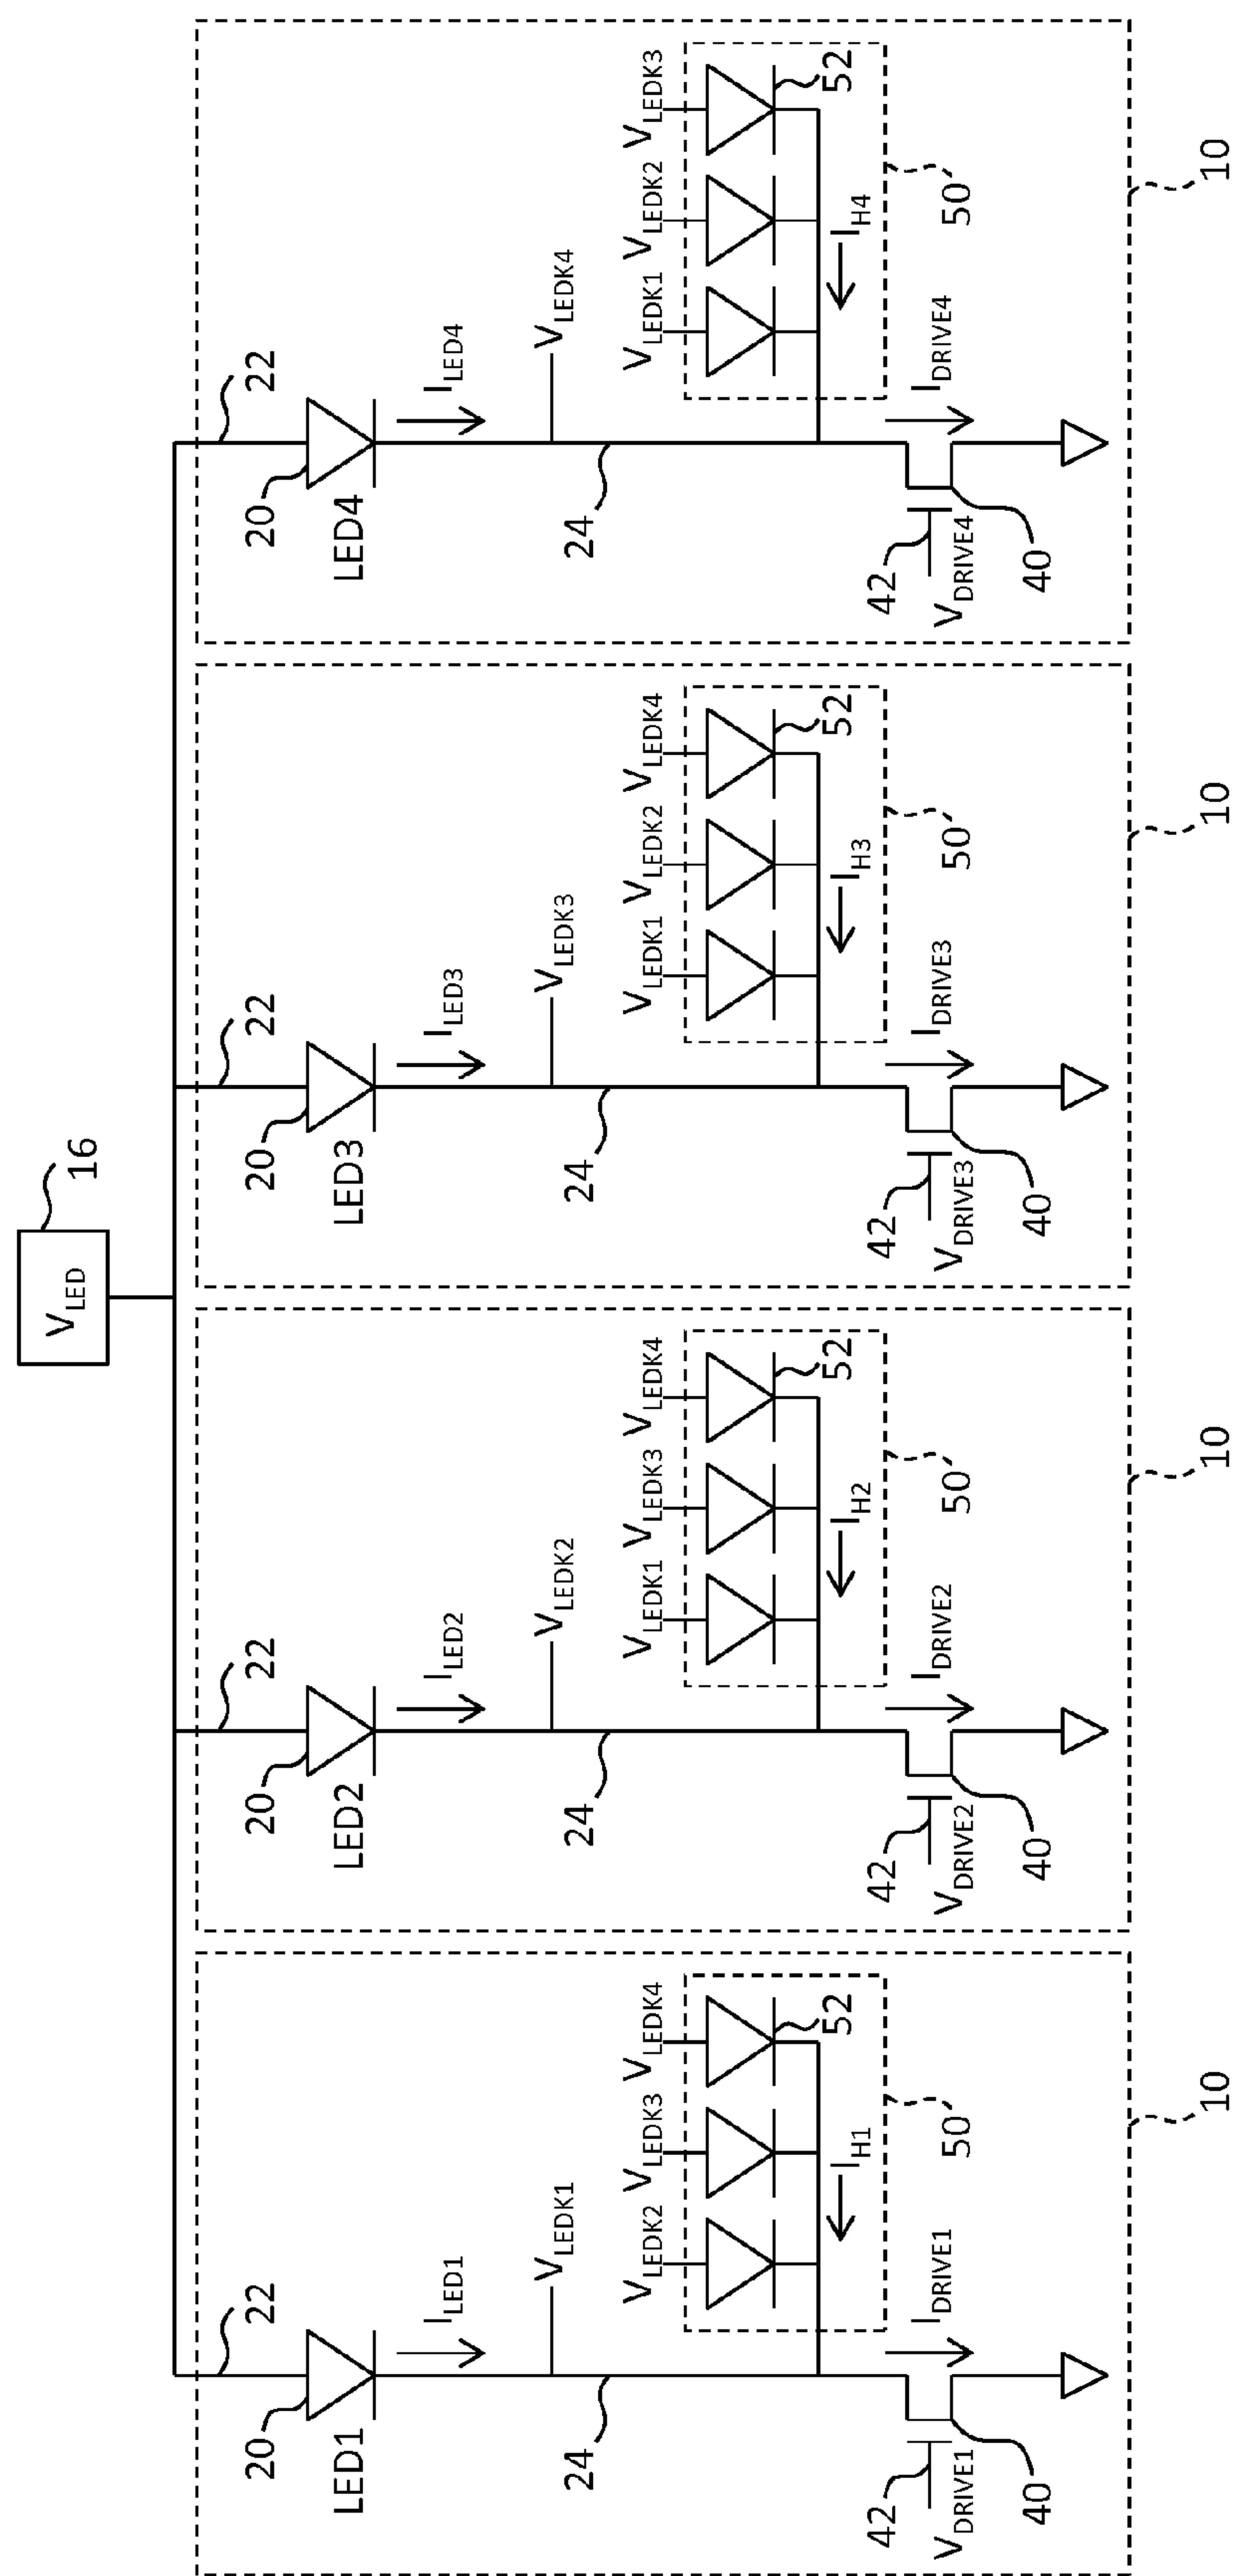 V_LED 16
22
20
LED1
I_LED1
V_LEDK1
24
V_LEDK2 V_LEDK3 V_LEDK4
52
I_H1
50
I_DRIVE1
42
V_DRIVE1
40
10
22
20
LED2
I_LED2
V_LEDK2
24
V_LEDK1 V_LEDK3 V_LEDK4
52
I_H2
50
I_DRIVE2
42
V_DRIVE2
40
10
22
20
LED3
I_LED3
V_LEDK3
24
V_LEDK1 V_LEDK2 V_LEDK4
52
I_H3
50
I_DRIVE3
42
V_DRIVE3
40
10
22
20
LED4
I_LED4
V_LEDK4
24
V_LEDK1 V_LEDK2 V_LEDK3
52
I_H4
50
I_DRIVE4
42
V_DRIVE4
40
10